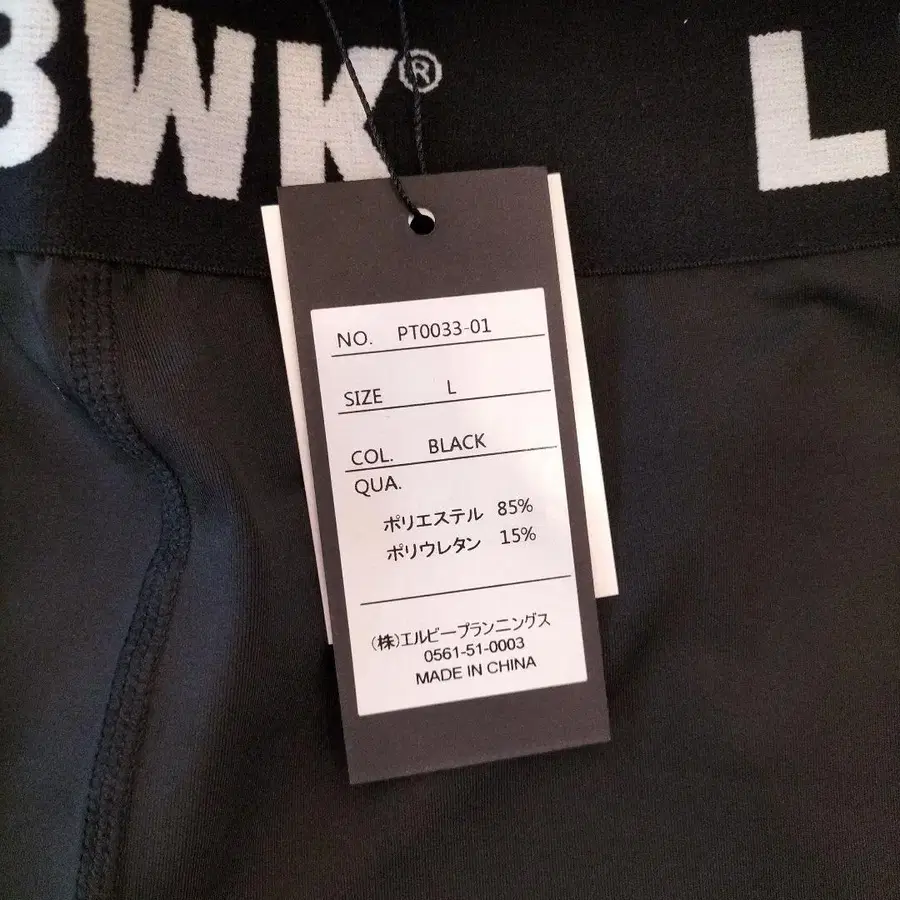 BWK® L
NO. PT0033-01
SIZE L
COL. BLACK
QUA.
ポリエステル 85%
ポリウレタン 15%
(株)エルビープランニングス
0561-51-0003
MADE IN CHINA